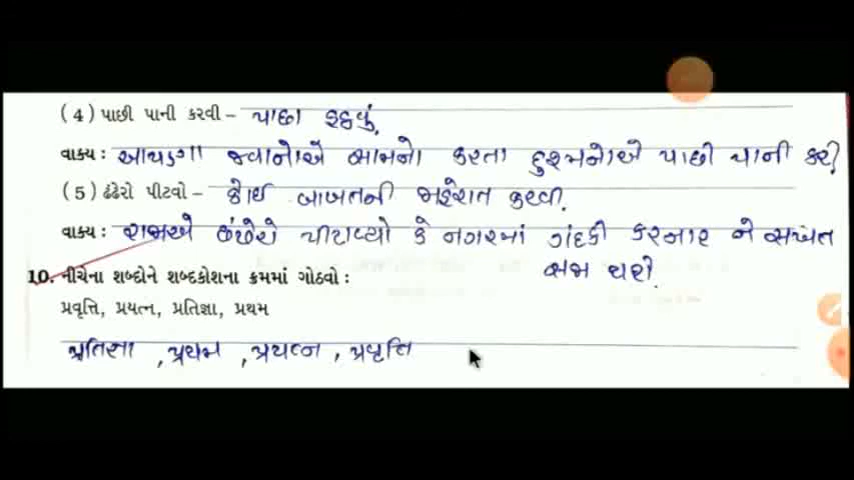 (4) પાછી પાની કરવી – પાછા હઠવું.
વાક્ય: આપણા જવાનોએ સામનો કરતા દુશ્મનોએ પાછી પાની કરી
(5) ઢંઢેરો પીટવો – કોઈ બાબતની જાહેરાત કરવી.
વાક્ય: રાજાએ ઢંઢેરો પીટાવ્યો કે નગરમાં ગંદકી કરનાર ને સખત
સજા થશે.
10. નીચેના શબ્દોને શબ્દકોશના ક્રમમાં ગોઠવો :
પ્રવૃત્તિ, પ્રયત્ન, પ્રતિજ્ઞા, પ્રથમ
પ્રતિજ્ઞા , પ્રથમ , પ્રયત્ન , પ્રવૃત્તિ